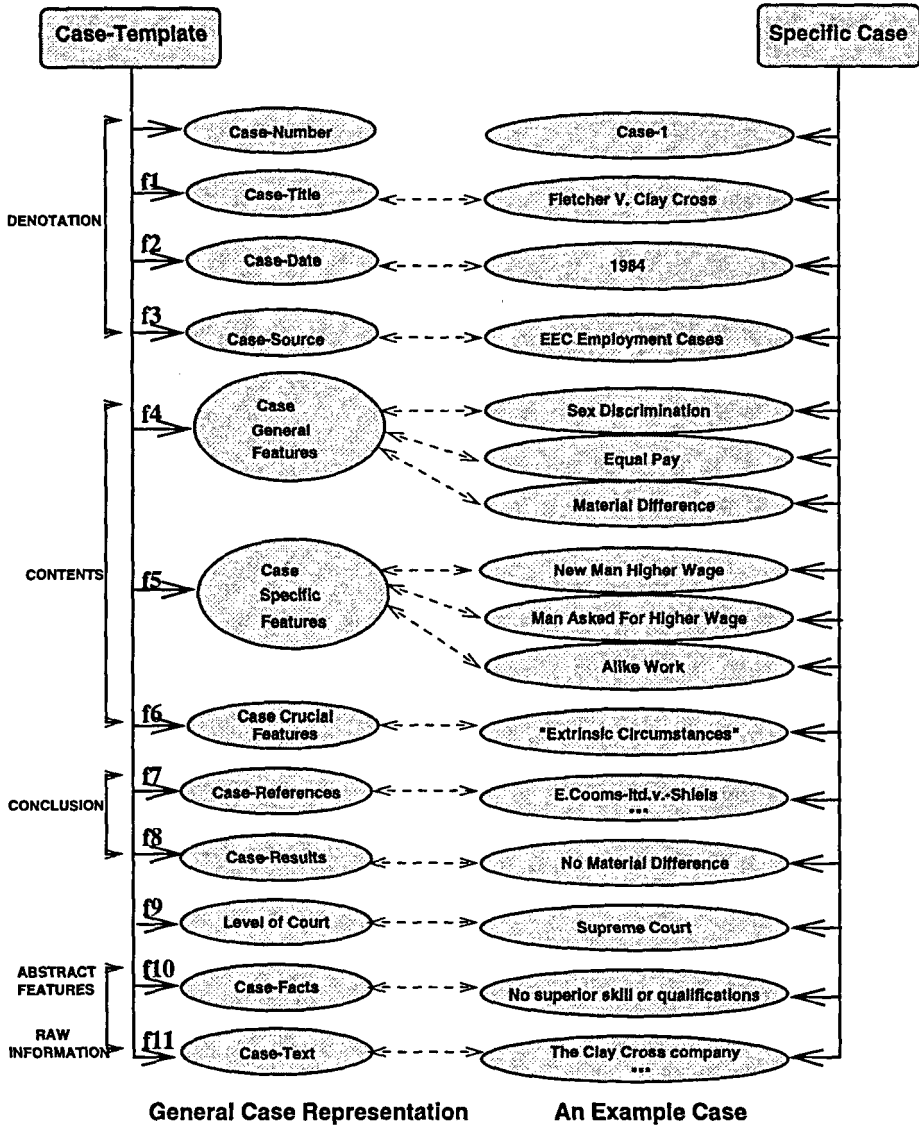 Case-Template
Specific Case
Case-Number
Case-1
f1
Case-Title
Fletcher V. Clay Cross
DENOTATION
f2
Case-Date
1984
f3
Case-Source
EEC Employment Cases
f4
Case
General
Features
Sex Discrimination
Equal Pay
Material Difference
CONTENTS
f5
Case
Specific
Features
New Man Higher Wage
Man Asked For Higher Wage
Alike Work
f6
Case Crucial
Features
"Extrinsic Circumstances"
f7
Case-References
E.Cooms-ltd.v.-Shiels
...
CONCLUSION
f8
Case-Results
No Material Difference
f9
Level of Court
Supreme Court
ABSTRACT
FEATURES
f10
Case-Facts
No superior skill or qualifications
RAW
INFORMATION
f11
Case-Text
The Clay Cross company
...
General Case Representation
An Example Case